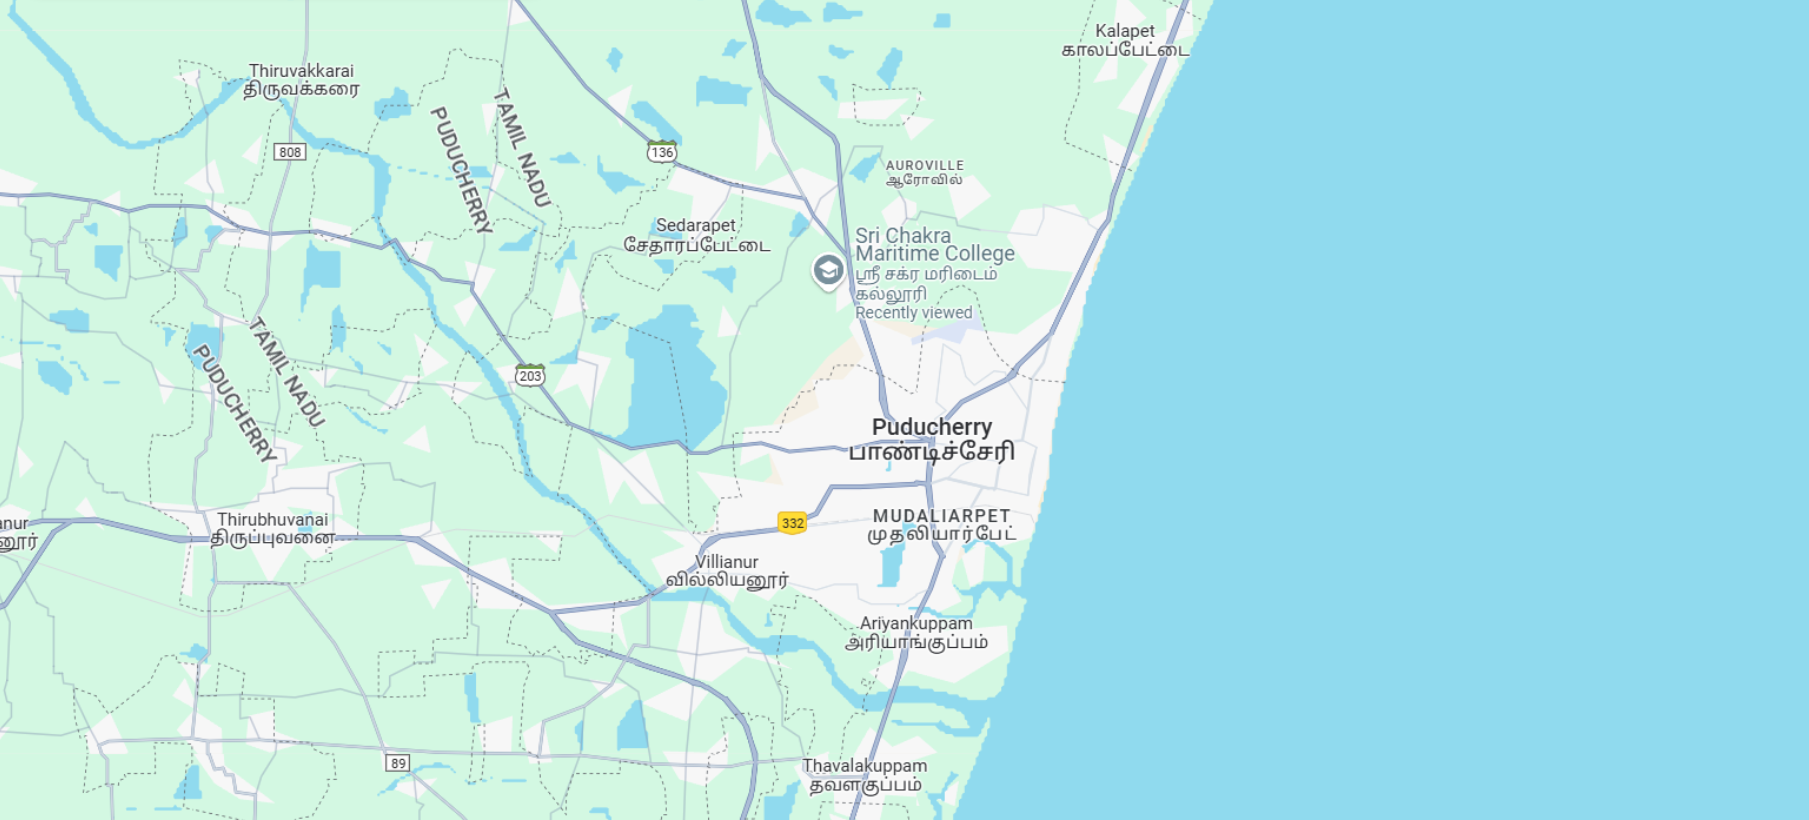 Kalapet
காலப்பேட்டை
Thiruvakkarai
திருவக்கரை
TAMIL NADU
PUDUCHERRY
808
136
AUROVILLE
ஆரோவில்
Sedarapet
சேதாரப்பேட்டை
Sri Chakra
Maritime College
ஸ்ரீ சக்ர மரிடைம்
கல்லூரி
Recently viewed
TAMIL NADU
PUDUCHERRY
203
Puducherry
பாண்டிச்சேரி
anur
னூர்
Thirubhuvanai
திருப்புவனை
332
MUDALIARPET
முதலியார்பேட்
Villianur
வில்லியனூர்
Ariyankuppam
அரியாங்குப்பம்
89
Thavalakuppam
தவளகுப்பம்